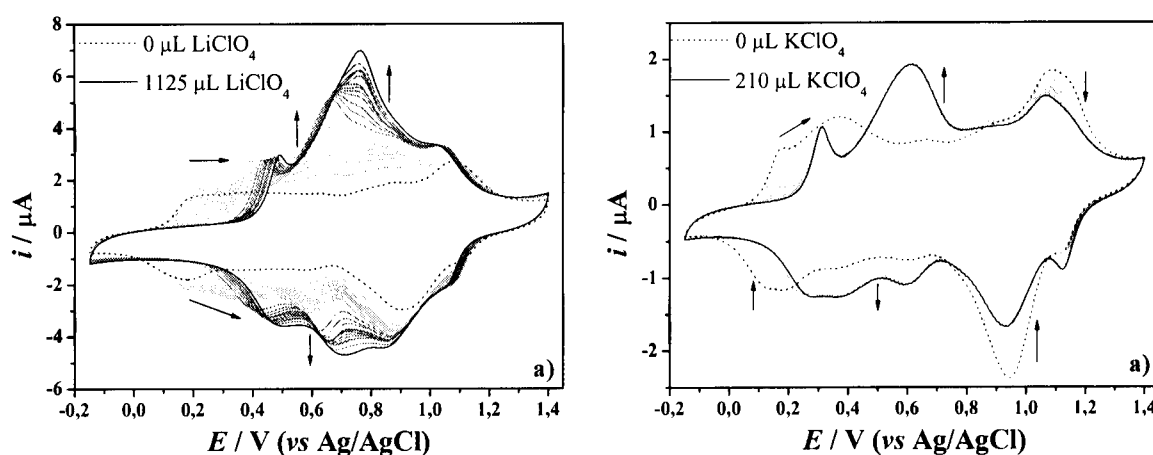 8
6
4
2
0
-2
-4
-6
i / μA
0 μL LiClO4
1125 μL LiClO4
a)
-0,2 0,0 0,2 0,4 0,6 0,8 1,0 1,2 1,4
E / V (vs Ag/AgCl)
2
1
0
-1
-2
i / μA
0 μL KClO4
210 μL KClO4
a)
-0,2 0,0 0,2 0,4 0,6 0,8 1,0 1,2 1,4
E / V (vs Ag/AgCl)